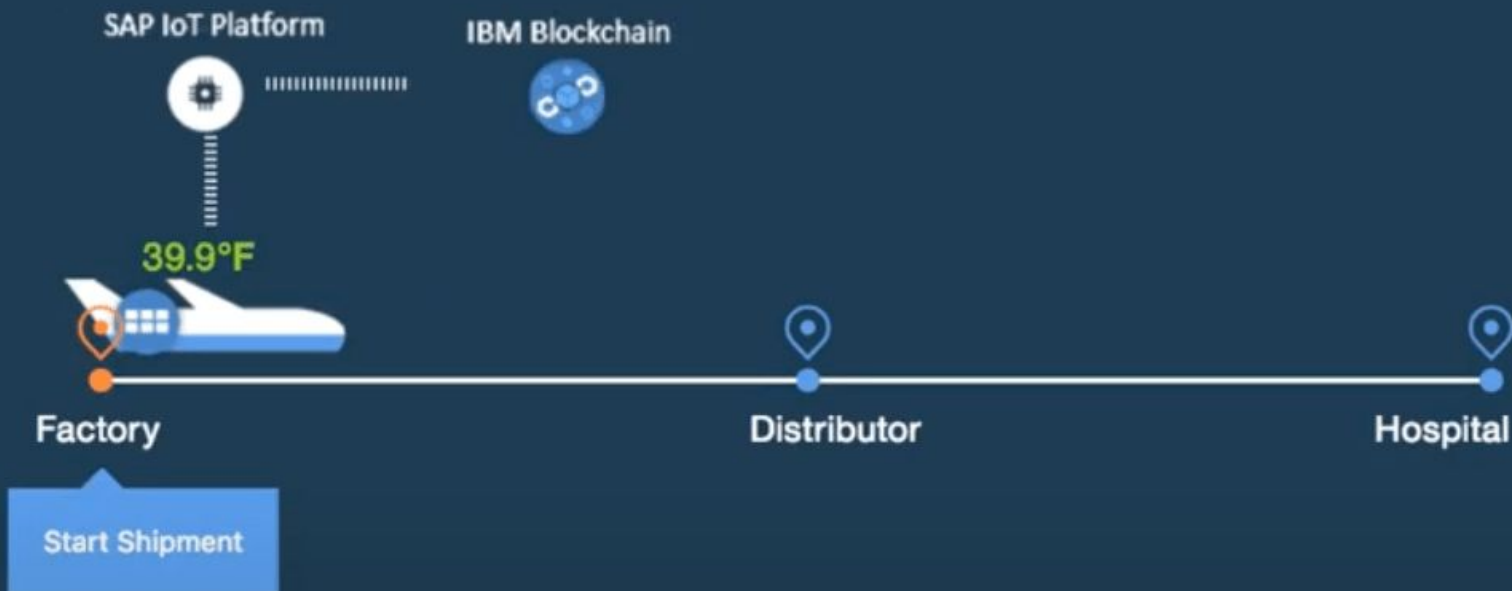 SAP IoT Platform
IBM Blockchain
39.9°F
Factory
Distributor
Hospital
Start Shipment